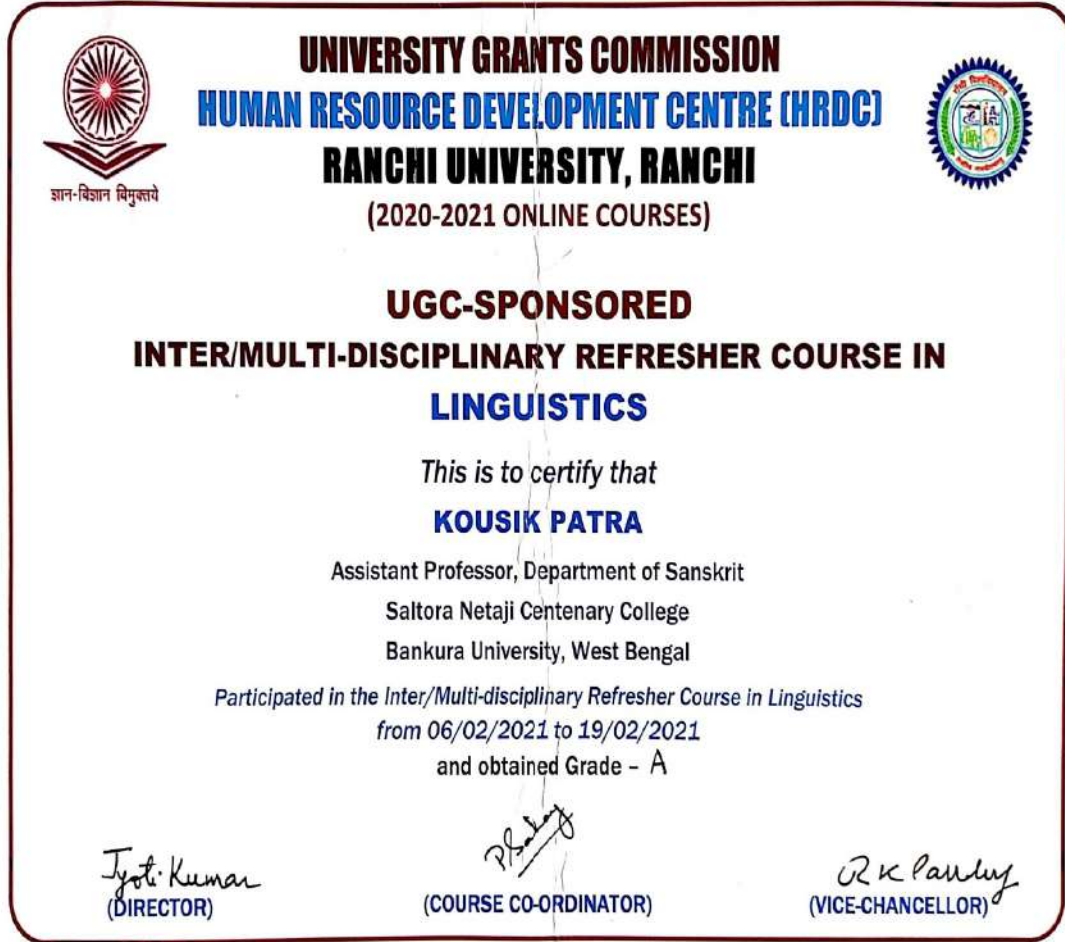 UNIVERSITY GRANTS COMMISSION
HUMAN RESOURCE DEVELOPMENT CENTRE (HRDC)
RANCHI UNIVERSITY, RANCHI
(2020-2021 ONLINE COURSES)
ज्ञान-विज्ञान विमुक्तये
UGC-SPONSORED
INTER/MULTI-DISCIPLINARY REFRESHER COURSE IN
LINGUISTICS
This is to certify that
KOUSIK PATRA
Assistant Professor, Department of Sanskrit
Saltora Netaji Centenary College
Bankura University, West Bengal
Participated in the Inter/Multi-disciplinary Refresher Course in Linguistics
from 06/02/2021 to 19/02/2021
and obtained Grade – A
Jyoti Kumar
(DIRECTOR)
(COURSE CO-ORDINATOR)
(VICE-CHANCELLOR)